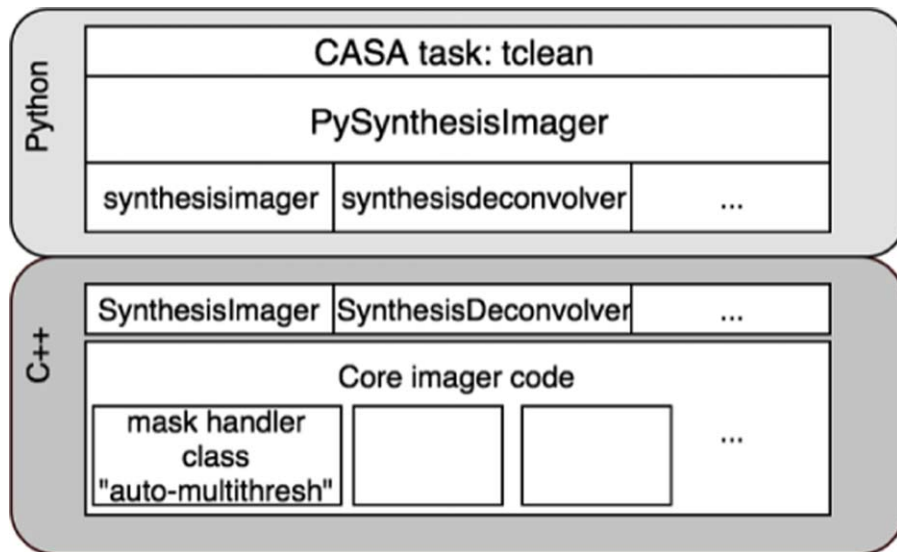 Python
CASA task: tclean
PySynthesisImager
synthesisimager
synthesisdeconvolver
...
C++
SynthesisImager
SynthesisDeconvolver
...
Core imager code
mask handler
class
"auto-multithresh"
...